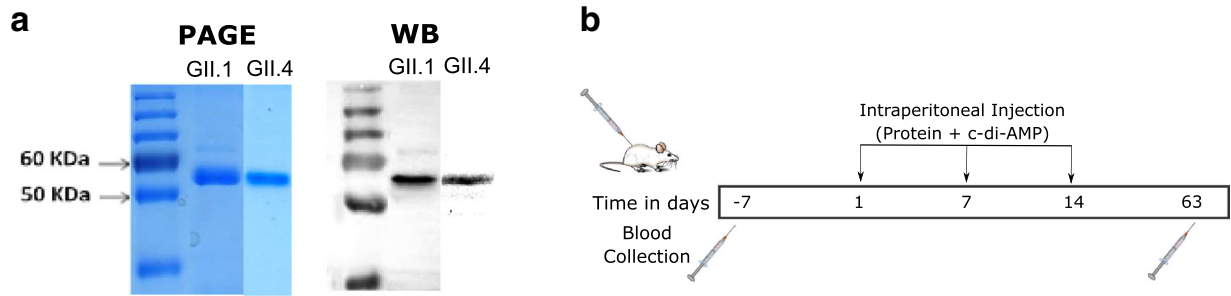 a
PAGE
GII.1 GII.4
60 KDa
50 KDa
WB
GII.1 GII.4
b
Intraperitoneal Injection
(Protein + c-di-AMP)
Time in days -7 1 7 14 63
Blood
Collection